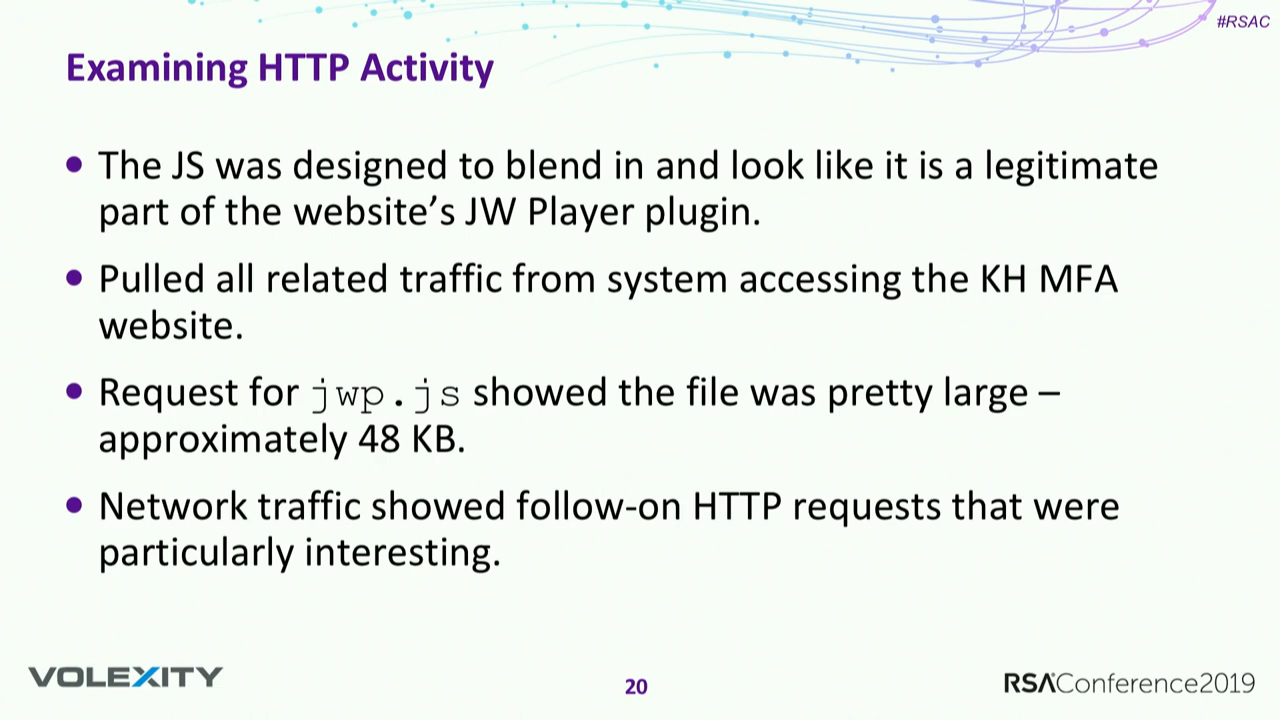 #RSAC
Examining HTTP Activity
• The JS was designed to blend in and look like it is a legitimate
part of the website’s JW Player plugin.
• Pulled all related traffic from system accessing the KH MFA
website.
• Request for jwp.js showed the file was pretty large –
approximately 48 KB.
• Network traffic showed follow-on HTTP requests that were
particularly interesting.
VOLEXITY
20
RSAConference2019